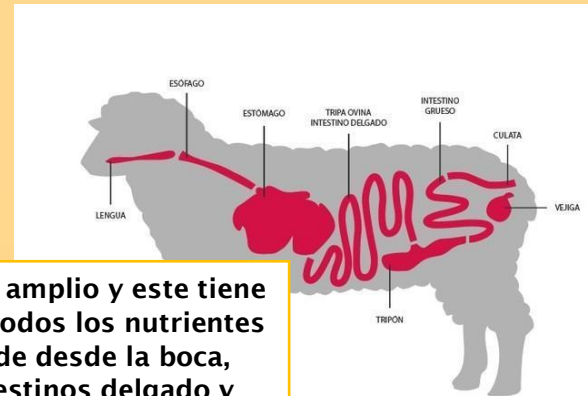 ESÓFAGO
ESTÓMAGO
TRIPA OVINA
INTESTINO DELGADO
INTESTINO
GRUESO
CULATA
LENGUA
VEJIGA
TRIPÓN
amplio y este tiene
odos los nutrientes
de desde la boca,
estinos delgado y